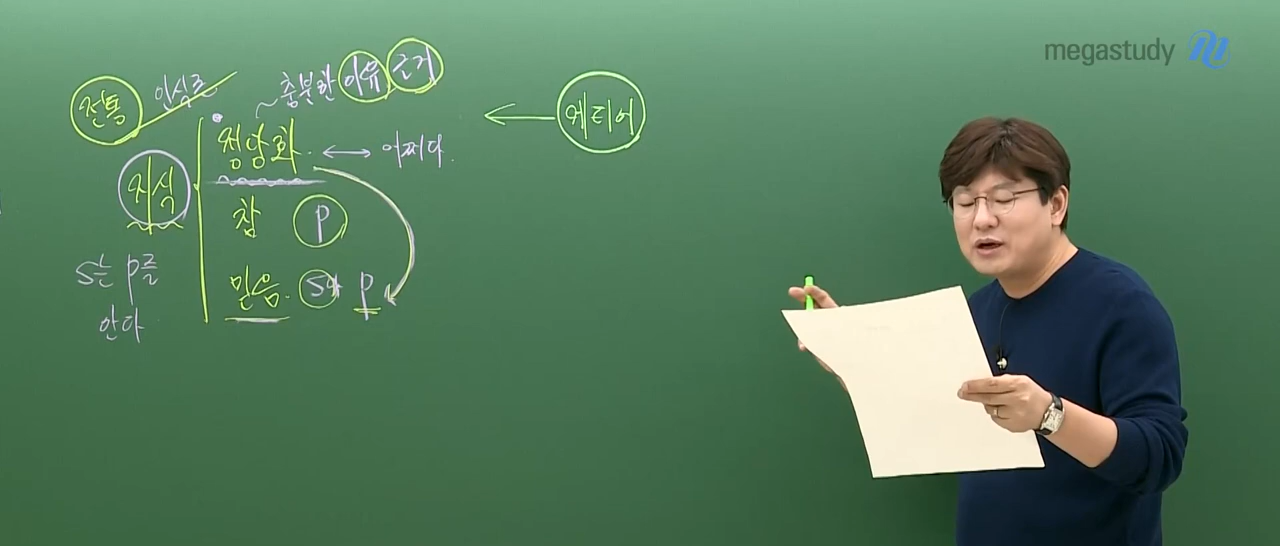 megastudy
전통 인식론
충분한 이유 근거
정당화 ↔ 어쩌다.
지식
참 P
믿음. S가 P
S는 P를
안다
← 게티어